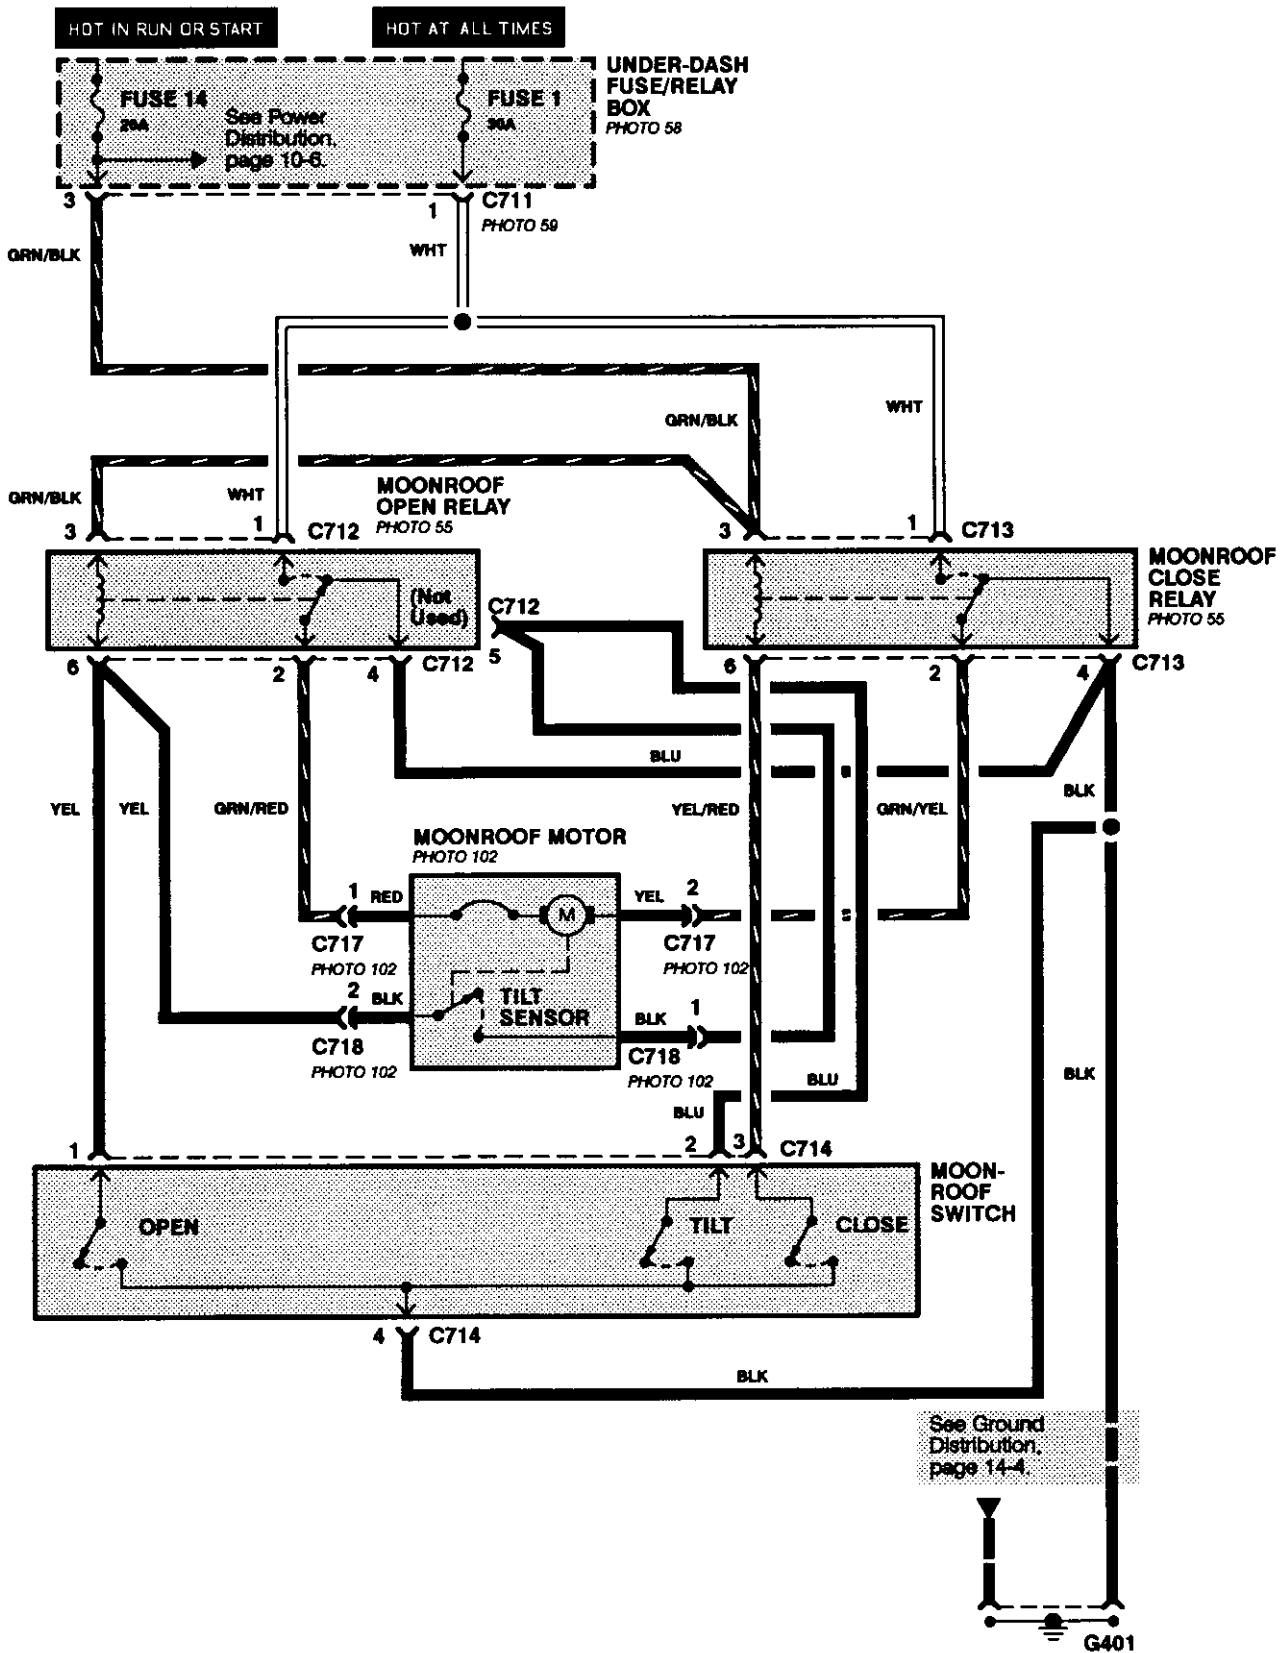 HOT IN RUN OR START
HOT AT ALL TIMES
UNDER-DASH
FUSE/RELAY
BOX
PHOTO 58
FUSE 14
20A
See Power
Distribution,
page 10-6.
FUSE 1
30A
3
1
C711
PHOTO 59
GRN/BLK
WHT
GRN/BLK
WHT
GRN/BLK
WHT
MOONROOF
OPEN RELAY
PHOTO 55
3
1
C712
3
1
C713
MOONROOF
CLOSE
RELAY
PHOTO 55
(Not
Used)
C712
5
6
2
4
C712
6
2
4
C713
BLU
YEL
YEL
GRN/RED
YEL/RED
GRN/YEL
BLK
MOONROOF MOTOR
PHOTO 102
1
RED
M
YEL
2
C717
PHOTO 102
C717
PHOTO 102
2
BLK
TILT
SENSOR
BLK
1
C718
PHOTO 102
C718
PHOTO 102
BLU
BLU
BLK
1
2
3
C714
MOON-
ROOF
SWITCH
OPEN
TILT
CLOSE
4
C714
BLK
See Ground
Distribution,
page 14-4.
G401